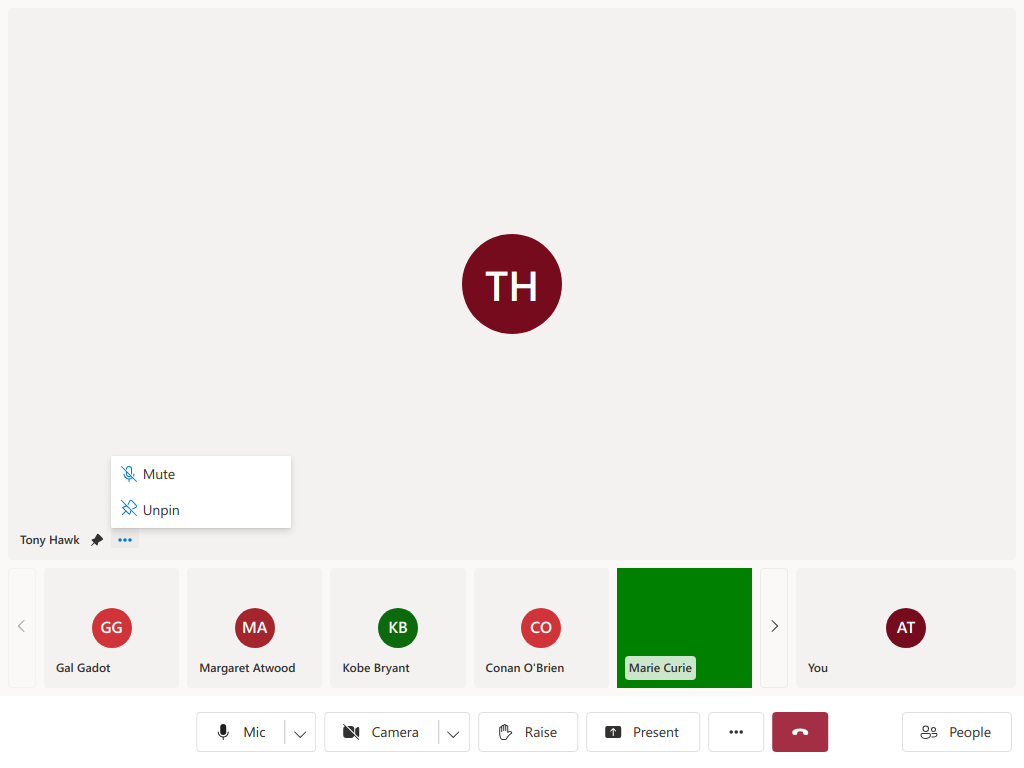 TH
Mute
Unpin
Tony Hawk
GG
MA
KB
CO
AT
Gal Gadot
Margaret Atwood
Kobe Bryant
Conan O'Brien
Marie Curie
You
Mic
Camera
Raise
Present
People